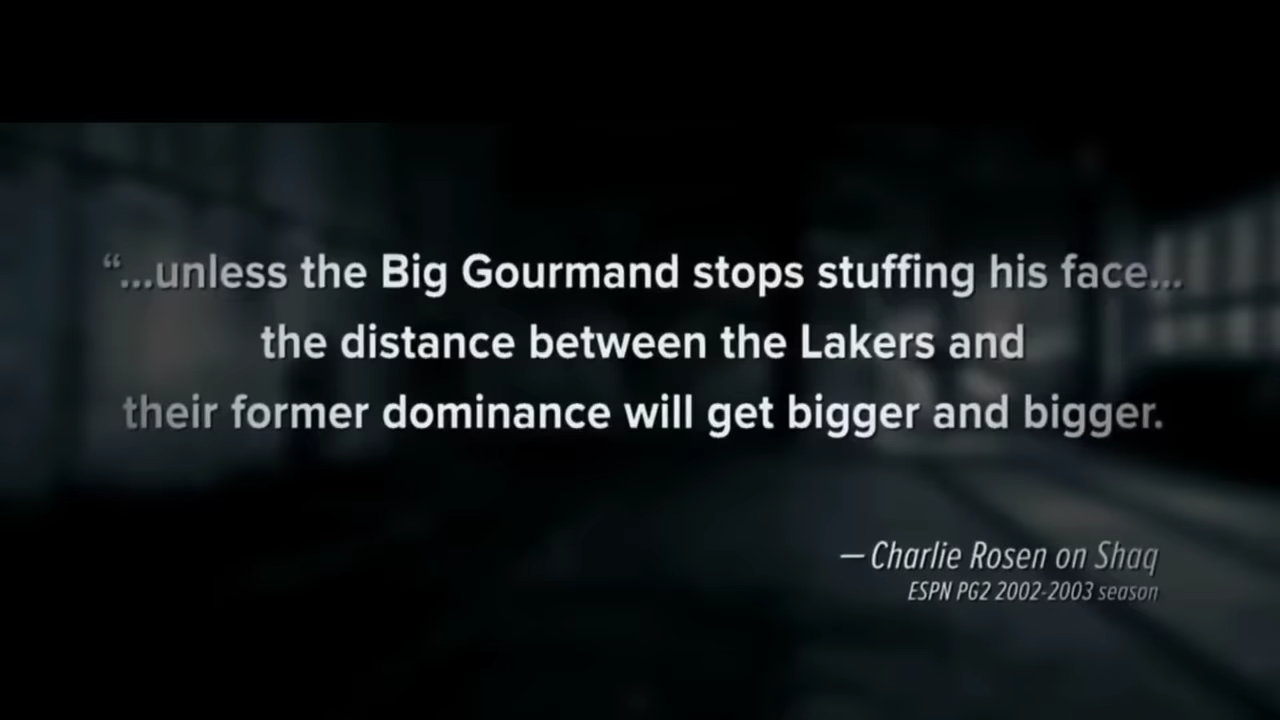 “...unless the Big Gourmand stops stuffing his face...
the distance between the Lakers and
their former dominance will get bigger and bigger.
— Charlie Rosen on Shaq
ESPN PG2 2002-2003 season